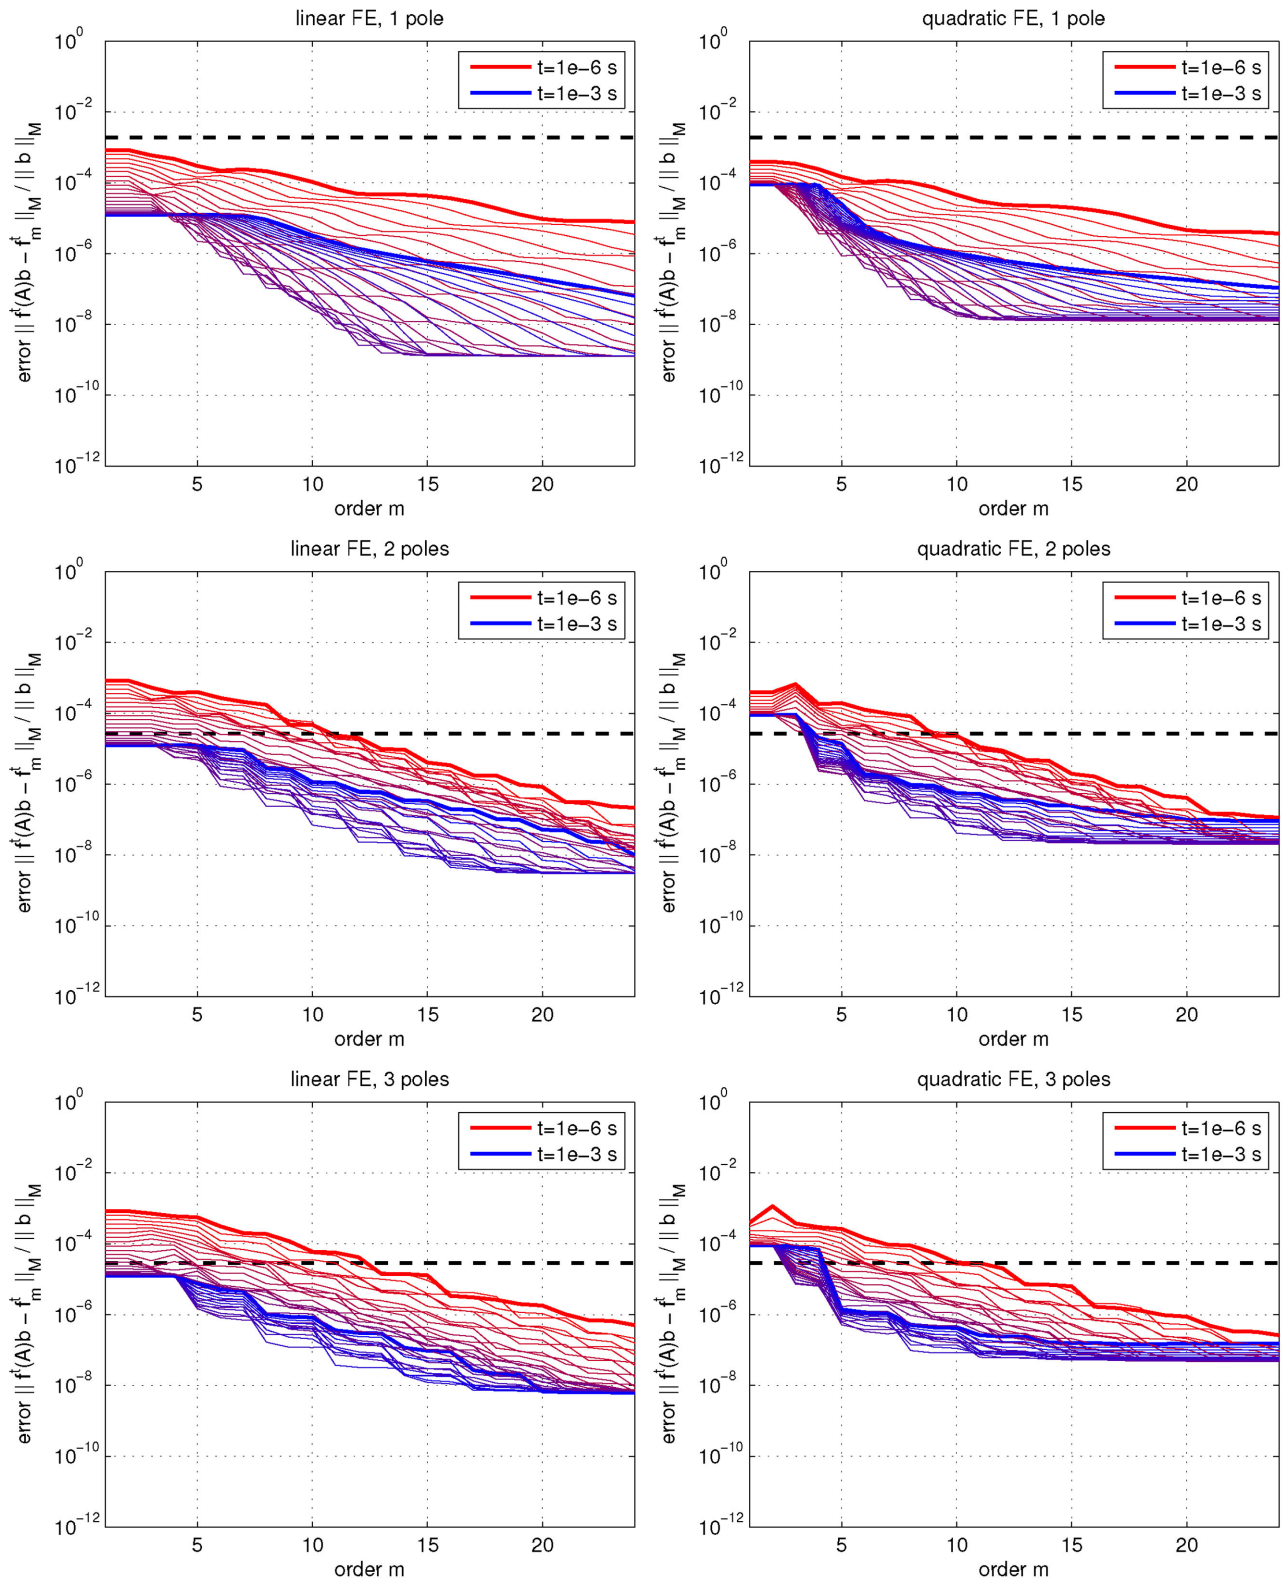 linear FE, 1 pole
10^0
10^−2
10^−4
10^−6
10^−8
10^−10
10^−12
error || f^t(A)b − f_m^t ||_M / || b ||_M
t=1e−6 s
t=1e−3 s
5 10 15 20
order m
quadratic FE, 1 pole
10^0
10^−2
10^−4
10^−6
10^−8
10^−10
10^−12
error || f^t(A)b − f_m^t ||_M / || b ||_M
t=1e−6 s
t=1e−3 s
5 10 15 20
order m
linear FE, 2 poles
10^0
10^−2
10^−4
10^−6
10^−8
10^−10
10^−12
error || f^t(A)b − f_m^t ||_M / || b ||_M
t=1e−6 s
t=1e−3 s
5 10 15 20
order m
quadratic FE, 2 poles
10^0
10^−2
10^−4
10^−6
10^−8
10^−10
10^−12
error || f^t(A)b − f_m^t ||_M / || b ||_M
t=1e−6 s
t=1e−3 s
5 10 15 20
order m
linear FE, 3 poles
10^0
10^−2
10^−4
10^−6
10^−8
10^−10
10^−12
error || f^t(A)b − f_m^t ||_M / || b ||_M
t=1e−6 s
t=1e−3 s
5 10 15 20
order m
quadratic FE, 3 poles
10^0
10^−2
10^−4
10^−6
10^−8
10^−10
10^−12
error || f^t(A)b − f_m^t ||_M / || b ||_M
t=1e−6 s
t=1e−3 s
5 10 15 20
order m